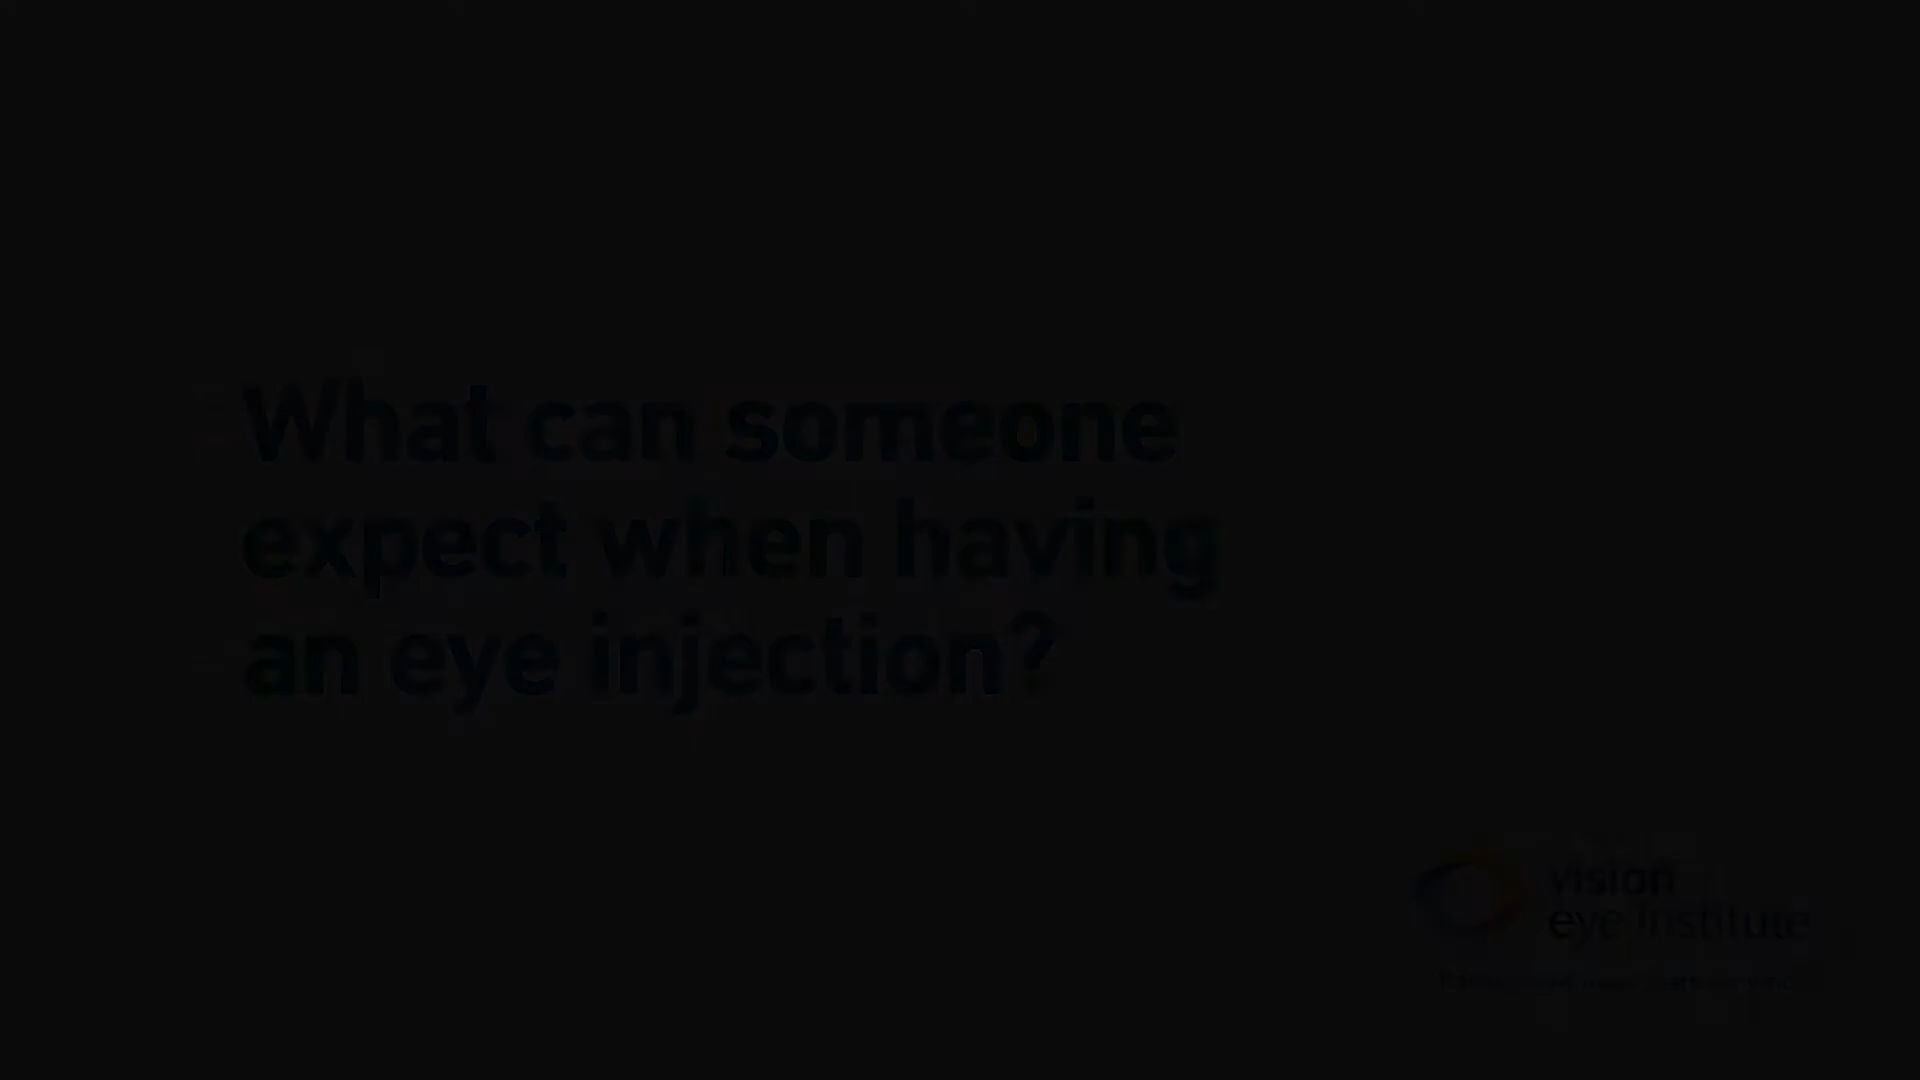 What can someone
expect when having
an eye injection?
vision
eye institute